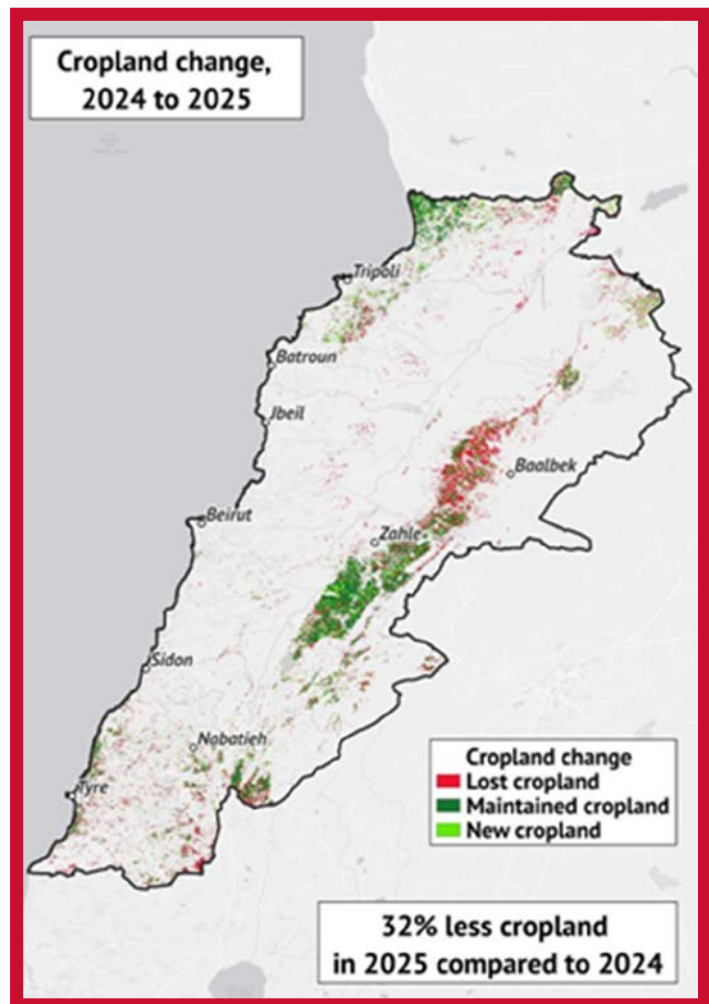 Cropland change,
2024 to 2025
Tripoli
Batroun
Jbeil
Baalbek
Beirut
Zahle
Sidon
Nabatieh
Tyre
Cropland change
Lost cropland
Maintained cropland
New cropland
32% less cropland
in 2025 compared to 2024